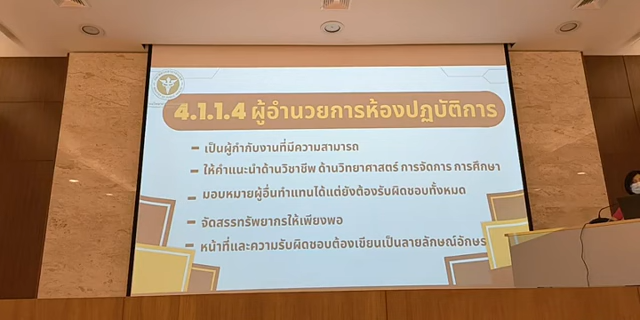 4.1.1.4 ผู้อำนวยการห้องปฏิบัติการ
- เป็นผู้กำกับงานที่มีความสามารถ
- ให้คำแนะนำด้านวิชาชีพ ด้านวิทยาศาสตร์ การจัดการ การศึกษา
- มอบหมายผู้อื่นทำแทนได้แต่ยังต้องรับผิดชอบทั้งหมด
- จัดสรรทรัพยากรให้เพียงพอ
- หน้าที่และความรับผิดชอบต้องเขียนเป็นลายลักษณ์อักษร